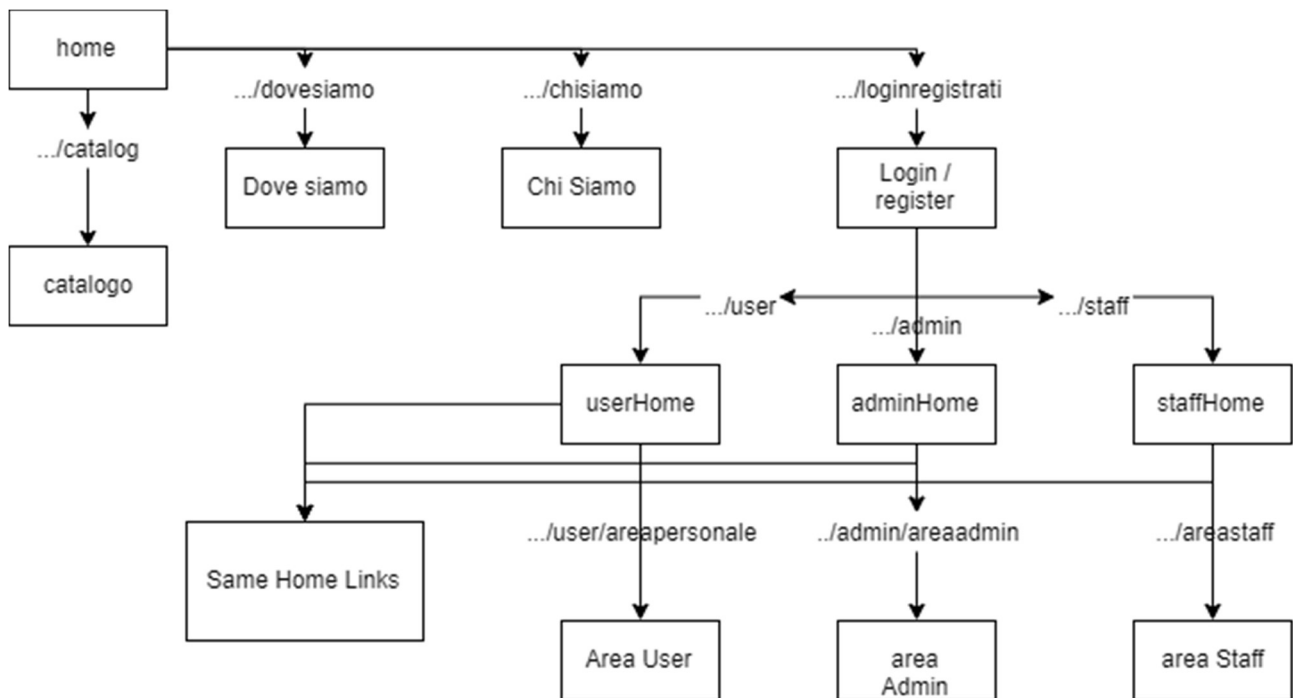 home
.../dovesiamo
.../chisiamo
.../loginregistrati
.../catalog
Dove siamo
Chi Siamo
Login /
register
catalogo
.../user
.../admin
.../staff
userHome
adminHome
staffHome
Same Home Links
.../user/areapersonale
../admin/areaadmin
.../areastaff
Area User
area
Admin
area Staff